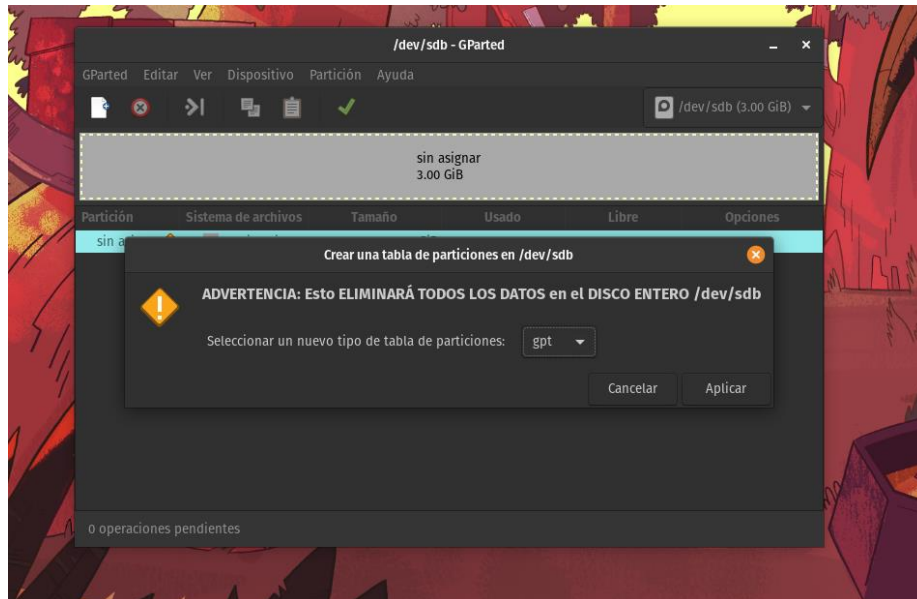 /dev/sdb - GParted
GParted Editar Ver Dispositivo Partición Ayuda
/dev/sdb (3.00 GiB)
sin asignar
3.00 GiB
Partición Sistema de archivos Tamaño Usado Libre Opciones
sin
Crear una tabla de particiones en /dev/sdb
ADVERTENCIA: Esto ELIMINARÁ TODOS LOS DATOS en el DISCO ENTERO /dev/sdb
Seleccionar un nuevo tipo de tabla de particiones: gpt
Cancelar Aplicar
0 operaciones pendientes